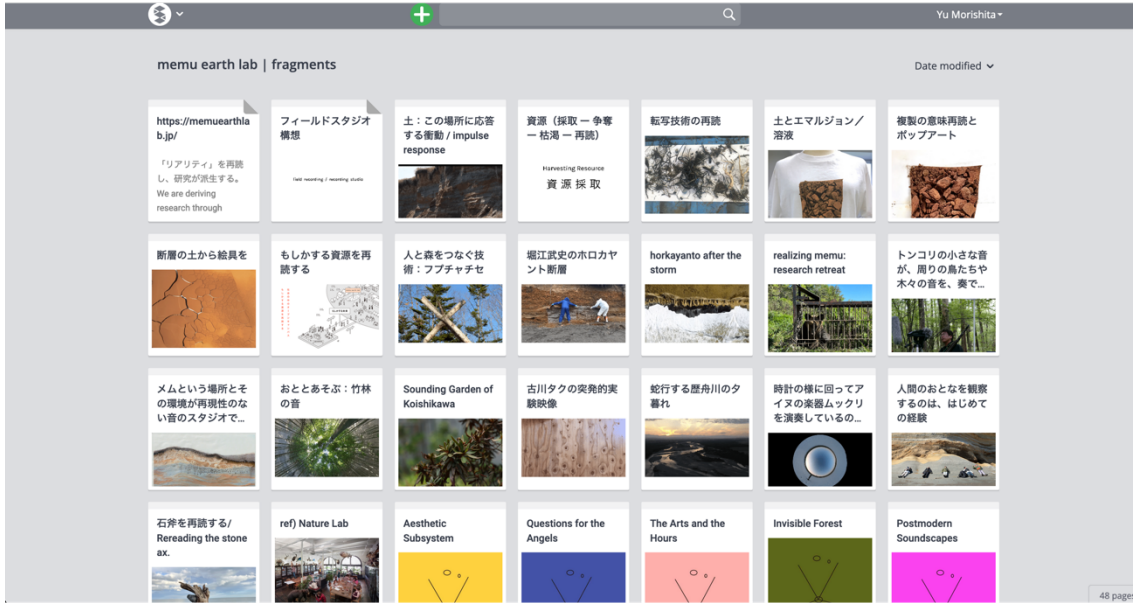 Yu Morishita
memu earth lab | fragments
Date modified
https://memuearthla
b.jp/
「リアリティ」を再読
し、研究が派生する。
We are deriving
research through
フィールドスタジオ
構想
field recording / recording studio
土：この場所に応答
する衝動 / impulse
response
資源（採取 ー 争奪
ー 枯渇 ー 再読）
Harvesting Resource
資源採取
転写技術の再読
土とエマルジョン／
溶液
複製の意味再読と
ポップアート
断層の土から絵具を
もしかする資源を再
読する
人と森をつなぐ技
術：フプチャチセ
堀江武史のホロカヤ
ント断層
horkayanto after the
storm
realizing memu:
research retreat
トンコリの小さな音
が、周りの鳥たちや
木々の音を、奏で...
メムという場所とそ
の環境が再現性のな
い音のスタジオで...
おととあそぶ：竹林
の音
Sounding Garden of
Koishikawa
古川タクの突発的実
験映像
蛇行する歴舟川の夕
暮れ
時計の様に回ってア
イヌの楽器ムックリ
を演奏しているの...
人間のおとなを観察
するのは、はじめて
の経験
石斧を再読する/
Rereading the stone
ax.
ref) Nature Lab
Aesthetic
Subsystem
Questions for the
Angels
The Arts and the
Hours
Invisible Forest
Postmodern
Soundscapes
48 pages